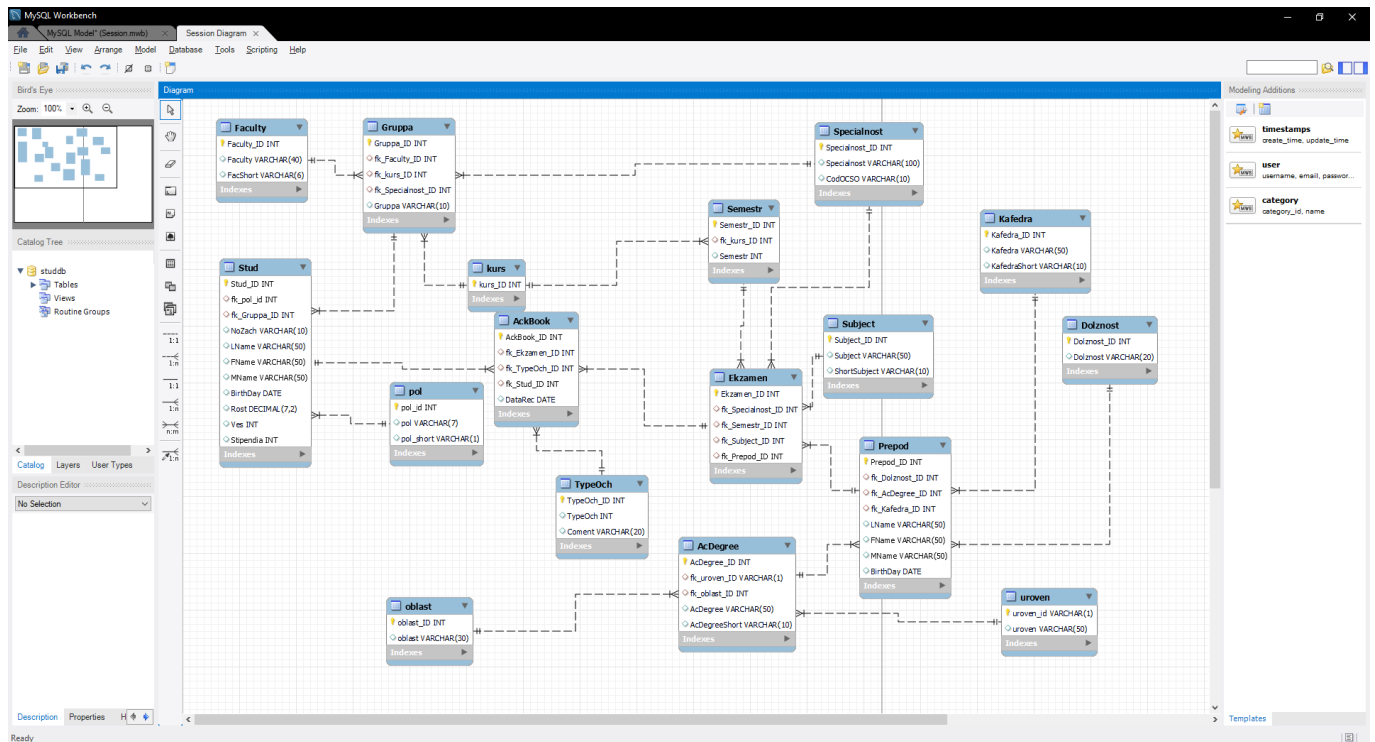 MySQL Workbench
MySQL Model* (Session.mwb)
Session Diagram
File Edit View Arrange Model Database Tools Scripting Help
Bird's Eye
Zoom: 100%
Catalog Tree
studdb
Tables
Views
Routine Groups
Catalog Layers User Types
Description Editor
No Selection
Description Properties H
Ready
Diagram
1:1
1:n
1:1
1:n
n:m
1:n
Faculty
Faculty_ID INT
Faculty VARCHAR(40)
FacShort VARCHAR(6)
Indexes
Gruppa
Gruppa_ID INT
fk_Faculty_ID INT
fk_kurs_ID INT
fk_Specialnost_ID INT
Gruppa VARCHAR(10)
Indexes
Specialnost
Specialnost_ID INT
Specialnost VARCHAR(100)
CodOCSO VARCHAR(10)
Indexes
Semestr
Semestr_ID INT
fk_kurs_ID INT
Semestr INT
Indexes
Kafedra
Kafedra_ID INT
Kafedra VARCHAR(50)
KafedraShort VARCHAR(10)
Indexes
Stud
Stud_ID INT
fk_pol_id INT
fk_Gruppa_ID INT
NoZach VARCHAR(10)
LName VARCHAR(50)
FName VARCHAR(50)
MName VARCHAR(50)
BirthDay DATE
Rost DECIMAL(7,2)
Ves INT
Stipendia INT
Indexes
kurs
kurs_ID INT
Indexes
AckBook
AckBook_ID INT
fk_Ekzamen_ID INT
fk_TypeOch_ID INT
fk_Stud_ID INT
DataRec DATE
Indexes
Subject
Subject_ID INT
Subject VARCHAR(50)
ShortSubject VARCHAR(10)
Indexes
Dolznost
Dolznost_ID INT
Dolznost VARCHAR(20)
Indexes
pol
pol_id INT
pol VARCHAR(7)
pol_short VARCHAR(1)
Indexes
Ekzamen
Ekzamen_ID INT
fk_Specialnost_ID INT
fk_Semestr_ID INT
fk_Subject_ID INT
fk_Prepod_ID INT
Indexes
Prepod
Prepod_ID INT
fk_Dolznost_ID INT
fk_AcDegree_ID INT
fk_Kafedra_ID INT
LName VARCHAR(50)
FName VARCHAR(50)
MName VARCHAR(50)
BirthDay DATE
Indexes
TypeOch
TypeOch_ID INT
TypeOch INT
Coment VARCHAR(20)
Indexes
AcDegree
AcDegree_ID INT
fk_uroven_ID VARCHAR(1)
fk_oblast_ID INT
AcDegree VARCHAR(50)
AcDegreeShort VARCHAR(10)
Indexes
oblast
oblast_ID INT
oblast VARCHAR(30)
Indexes
uroven
uroven_id VARCHAR(1)
uroven VARCHAR(50)
Indexes
Modeling Additions
timestamps
create_time, update_time
user
username, email, passwor...
category
category_id, name
Templates